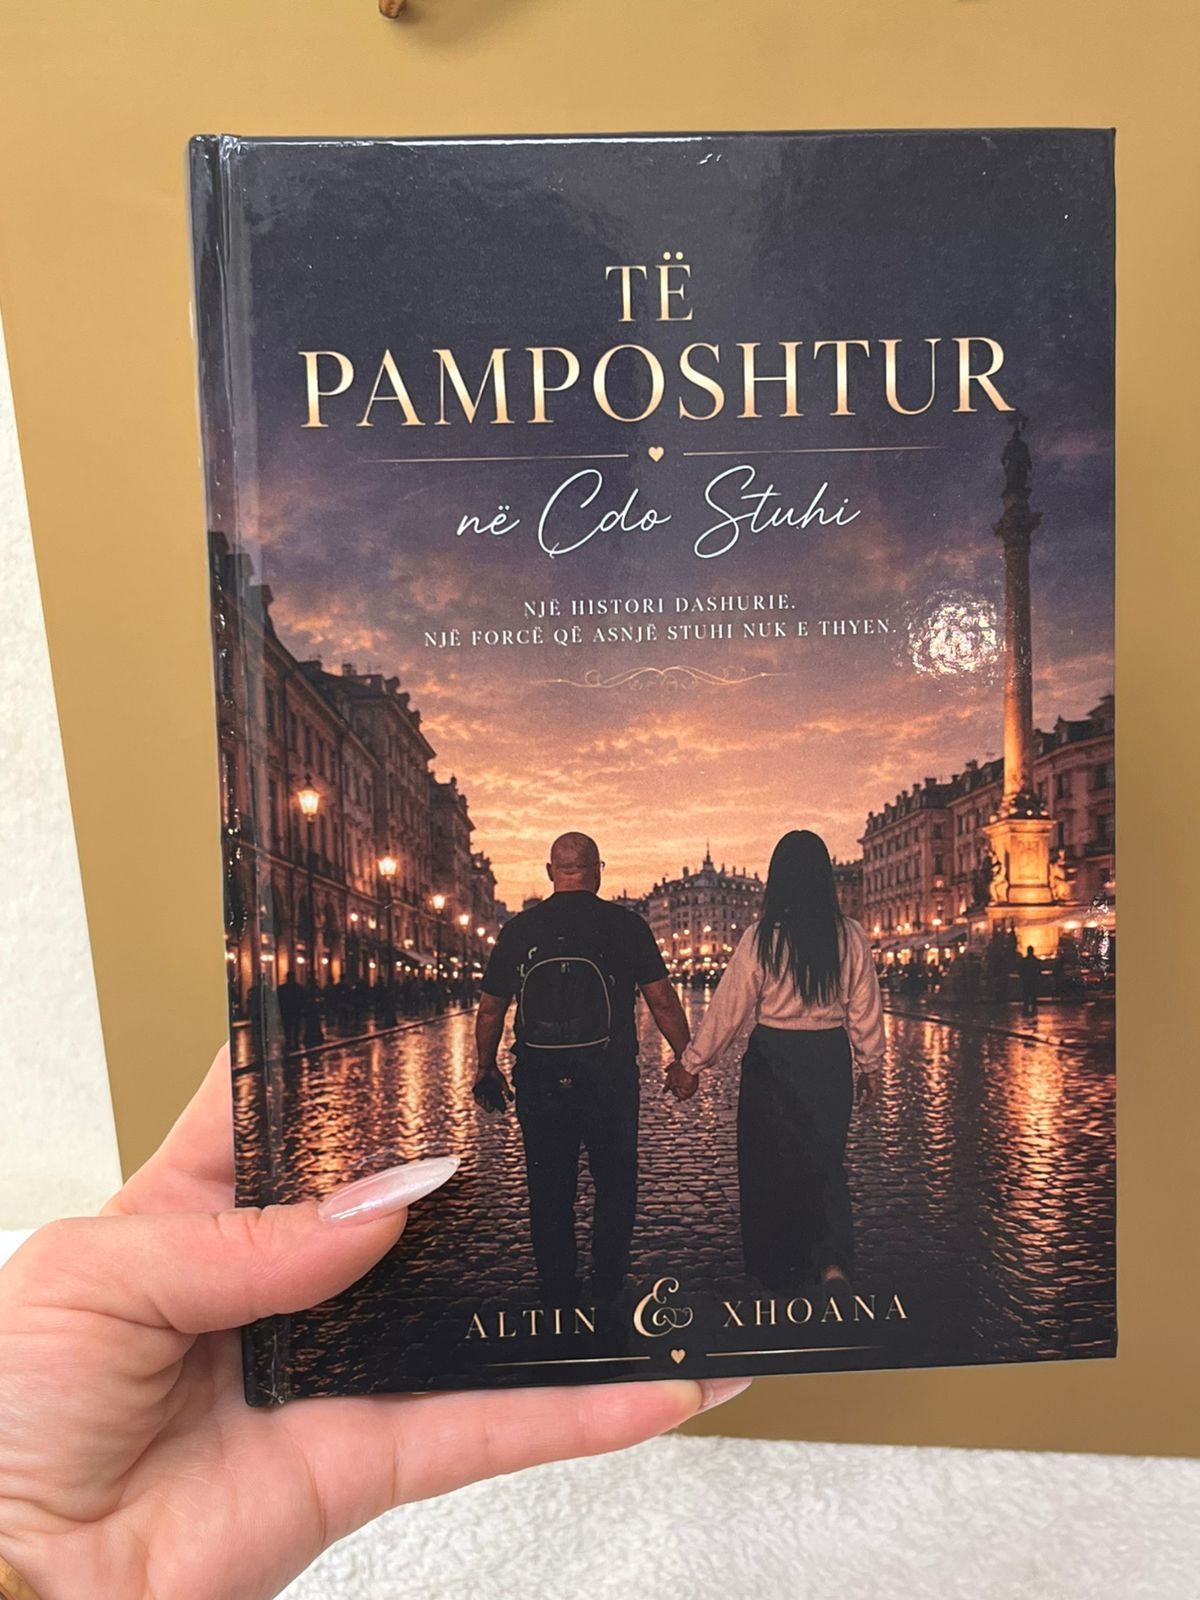 TË
PAMPOSHTUR
në Çdo Stuhi
NJË HISTORI DASHURIE.
NJË FORCË QË ASNJË STUHI NUK E THYEN.
ALTIN & XHOANA